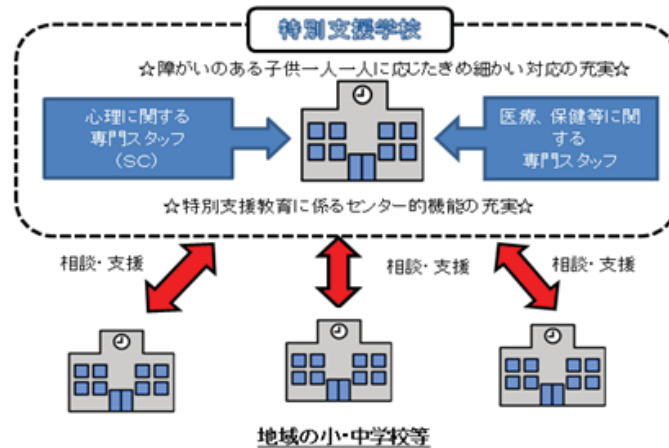 特別支援学校
☆障がいのある子供一人一人に応じたきめ細かい対応の充実☆
心理に関する
専門スタッフ
(SC)
医療、保健等に関
する
専門スタッフ
☆特別支援教育に係るセンター的機能の充実☆
相談・支援
相談・支援
相談・支援
地域の小・中学校等